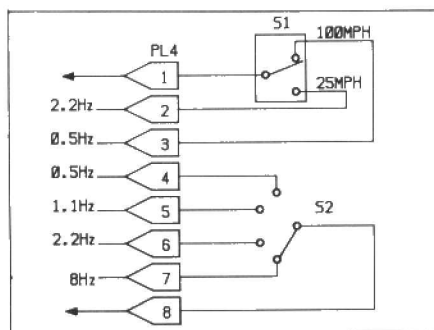 S1
PL4
100MPH
1
25MPH
2.2Hz 2
0.5Hz 3
0.5Hz 4
1.1Hz 5
S2
2.2Hz 6
8Hz 7
8